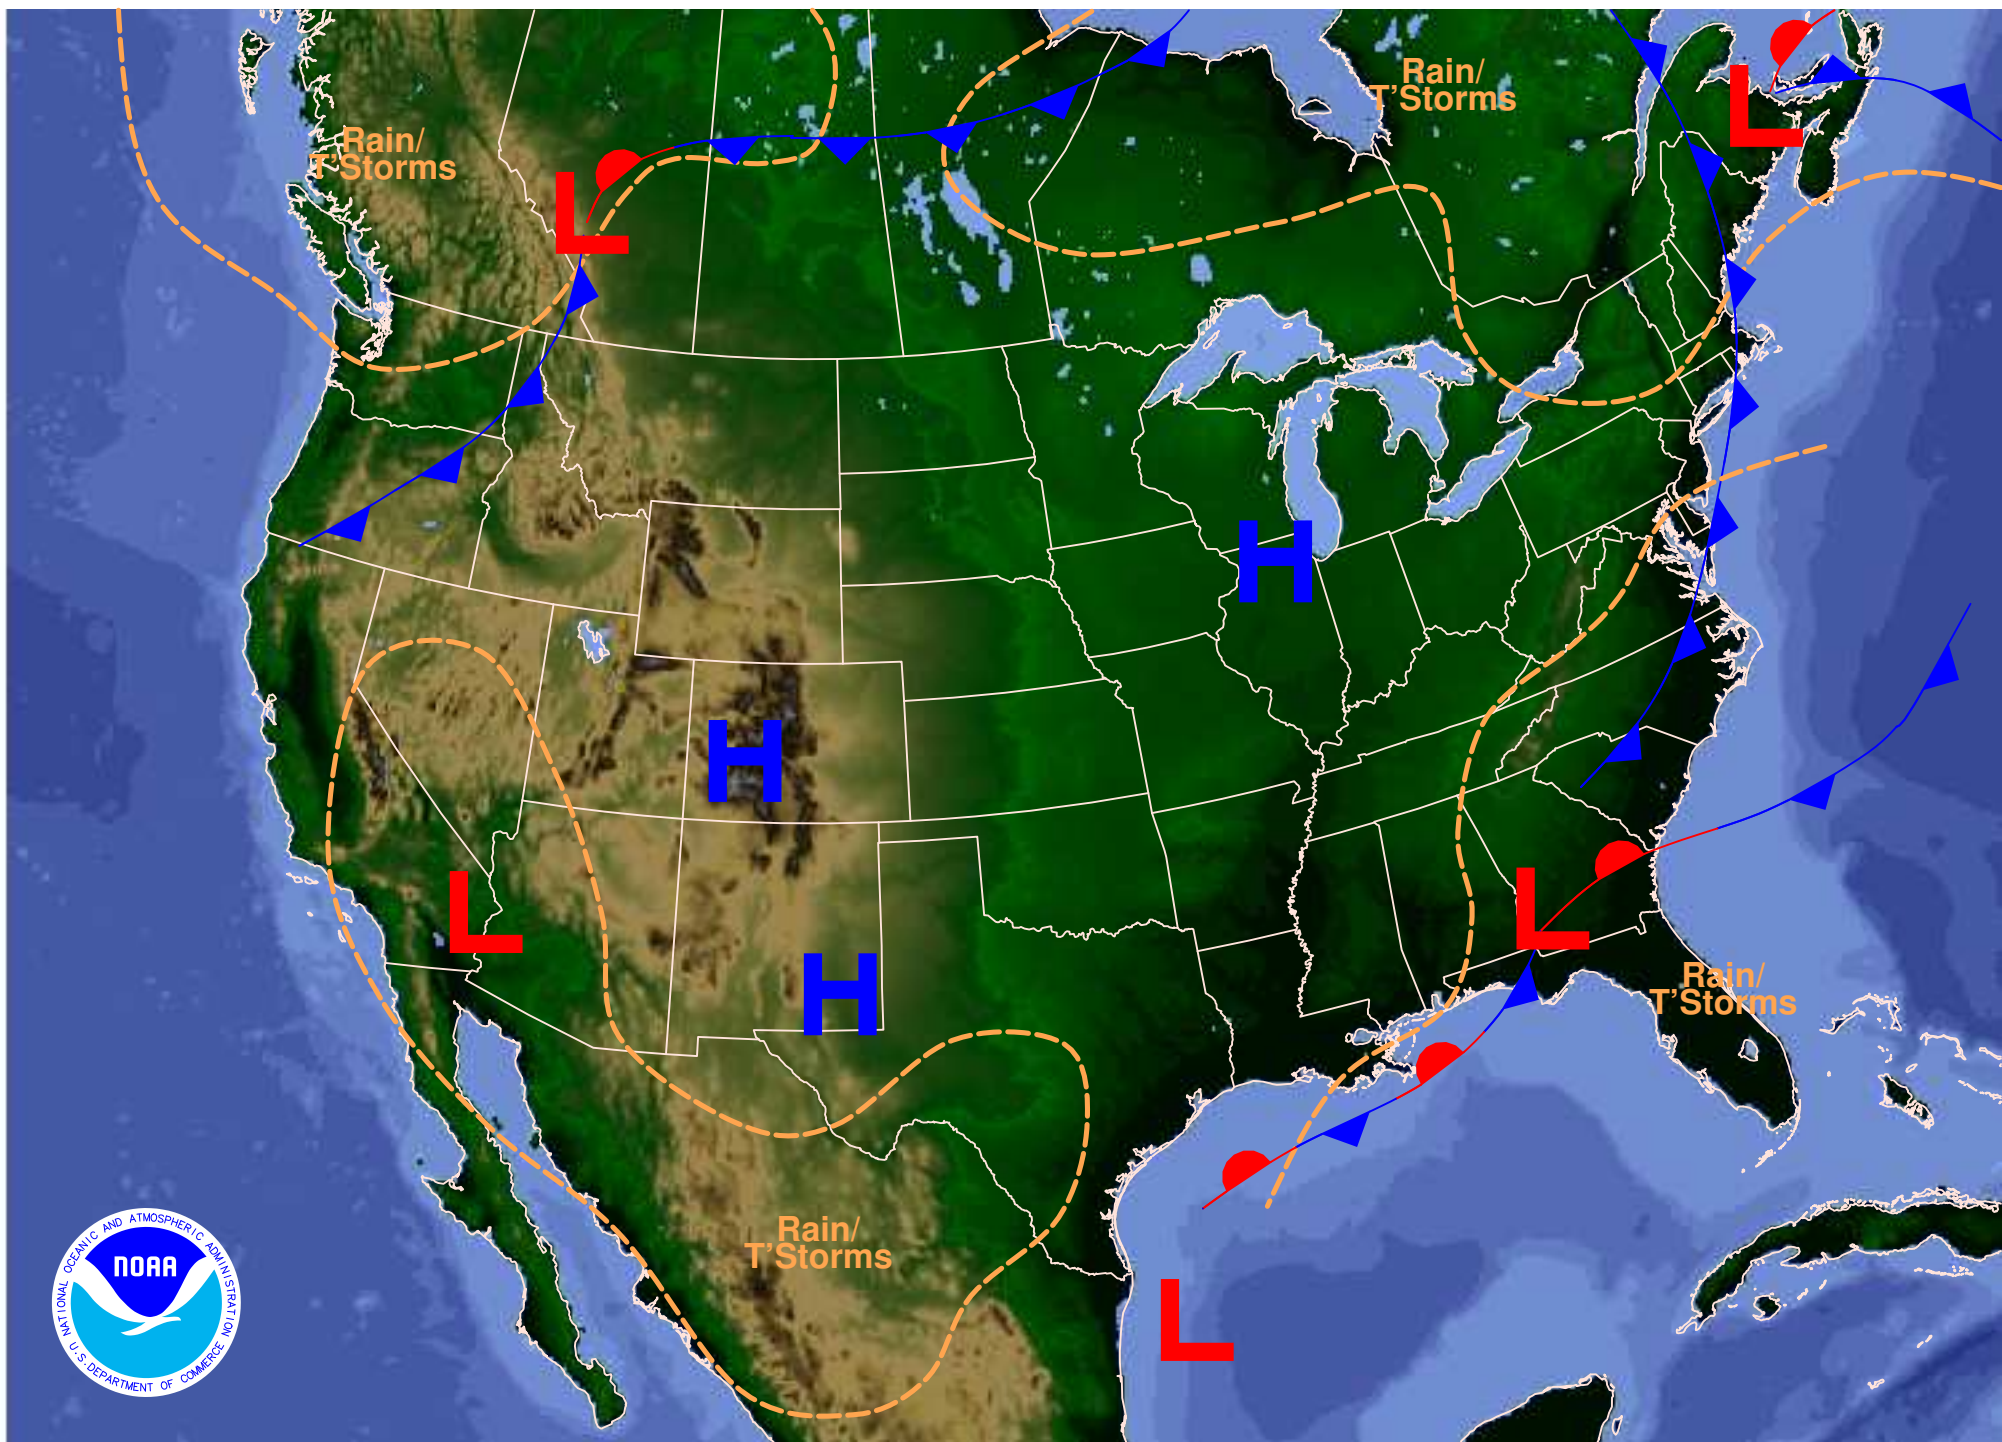 Rain/
T'Storms
L
Rain/
T'Storms
L
H
H
L
L
H
Rain/
T'Storms
Rain/
T'Storms
L
NATIONAL OCEANIC AND ATMOSPHERIC ADMINISTRATION
NOAA
U.S. DEPARTMENT OF COMMERCE